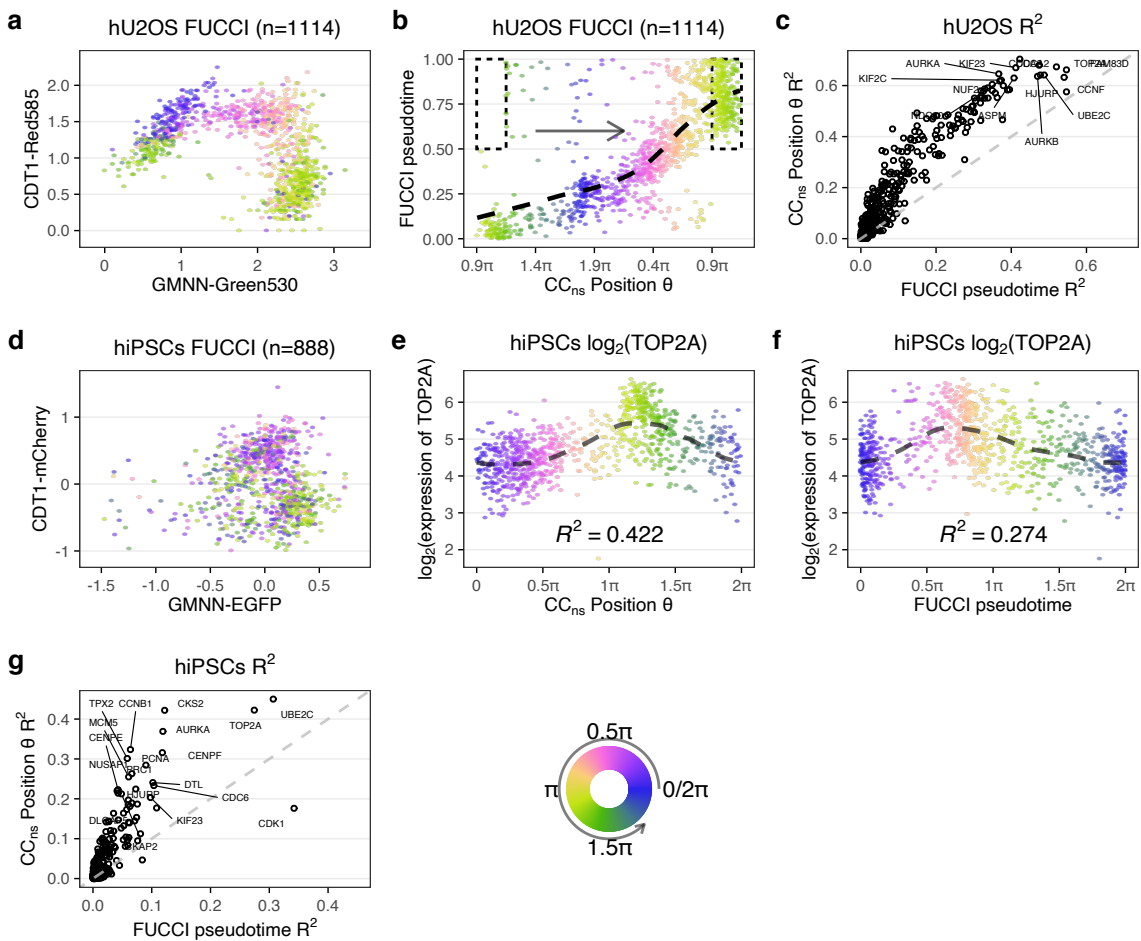 a
hU2OS FUCCI (n=1114)
CDT1-Red585
2.0
1.5
1.0
0.5
0.0
0
1
2
3
GMNN-Green530
b
hU2OS FUCCI (n=1114)
FUCCI pseudotime
1.00
0.75
0.50
0.25
0.00
0.9π
1.4π
1.9π
0.4π
0.9π
CCns Position θ
c
hU2OS R²
CCns Position θ R²
0.6
0.4
0.2
0.0
AURKA
KIF23
TOP2A
FAM83D
KIF2C
NUF2
HJURP
CCNF
ASPM
UBE2C
AURKB
0.0
0.2
0.4
0.6
FUCCI pseudotime R²
d
hiPSCs FUCCI (n=888)
CDT1-mCherry
1
0
-1
-1.5
-1.0
-0.5
0.0
0.5
GMNN-EGFP
e
hiPSCs log₂(TOP2A)
log₂(expression of TOP2A)
6
5
4
3
2
R² = 0.422
0
0.5π
1π
1.5π
2π
CCns Position θ
f
hiPSCs log₂(TOP2A)
log₂(expression of TOP2A)
6
5
4
3
2
R² = 0.274
0
0.5π
1π
1.5π
2π
FUCCI pseudotime
g
hiPSCs R²
CCns Position θ R²
0.4
0.3
0.2
0.1
0.0
TPX2
CCNB1
CKS2
UBE2C
MCM5
AURKA
TOP2A
CENPE
PCNA
CENPF
NUSAP
PRC1
DTL
HJURP
CDC6
KIF23
CDK1
SKAP2
0.0
0.1
0.2
0.3
0.4
FUCCI pseudotime R²
0.5π
π
0/2π
1.5π